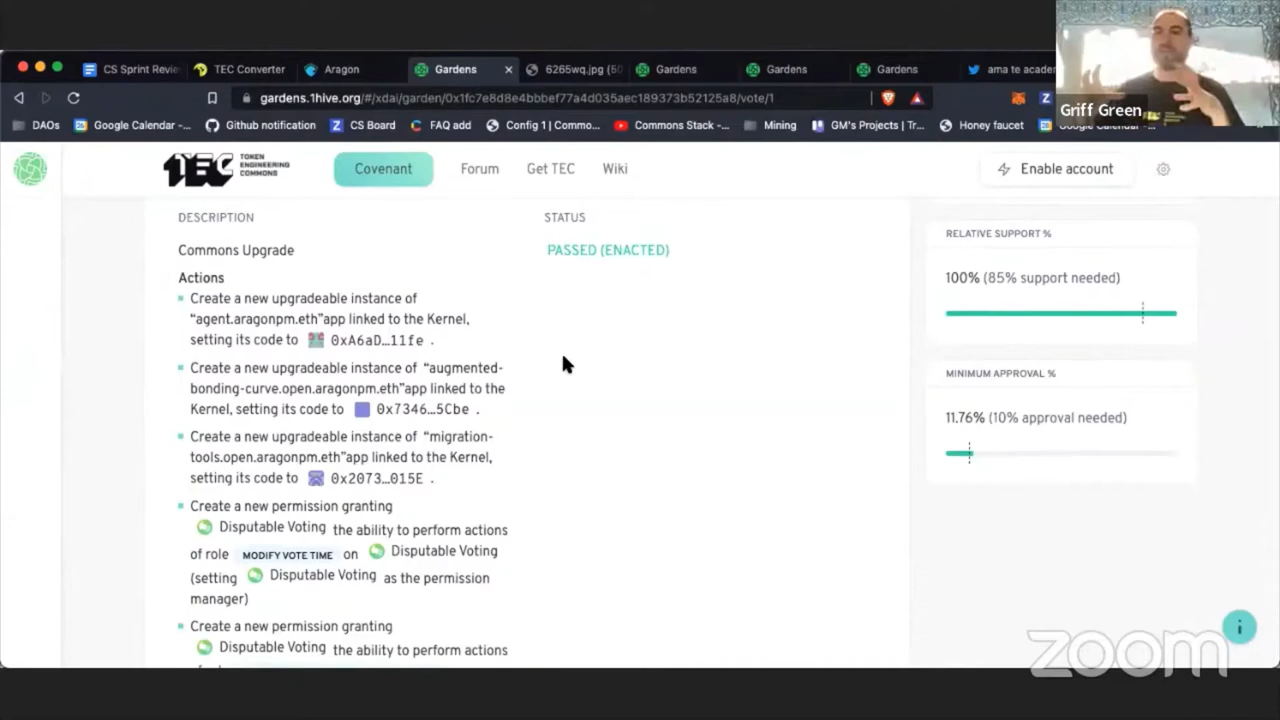 CS Sprint Revie
TEC Converter
Aragon
Gardens
6265wq.jpg (50
Gardens
Gardens
Gardens
ama te acader
Griff Green
gardens.1hive.org/#/xdai/garden/0x1fc7e8d8e4bbbef77a4d035aec189373b52125a8/vote/1
DAOs
Google Calendar -...
Github notification
CS Board
FAQ add
Config 1 | Commo...
Commons Stack -...
Mining
GM's Projects | Tr...
Honey faucet
Google Calendar -...
TEC TOKEN
ENGINEERING
COMMONS
Covenant
Forum
Get TEC
Wiki
Enable account
DESCRIPTION
STATUS
Commons Upgrade
PASSED (ENACTED)
Actions
Create a new upgradeable instance of
“agent.aragonpm.eth”app linked to the Kernel,
setting its code to 0xA6aD...11fe .
Create a new upgradeable instance of “augmented-
bonding-curve.open.aragonpm.eth”app linked to the
Kernel, setting its code to 0x7346...5Cbe .
Create a new upgradeable instance of “migration-
tools.open.aragonpm.eth”app linked to the Kernel,
setting its code to 0x2073...015E .
Create a new permission granting
Disputable Voting the ability to perform actions
of role MODIFY VOTE TIME on Disputable Voting
(setting Disputable Voting as the permission
manager)
Create a new permission granting
Disputable Voting the ability to perform actions
RELATIVE SUPPORT %
100% (85% support needed)
MINIMUM APPROVAL %
11.76% (10% approval needed)
zoom